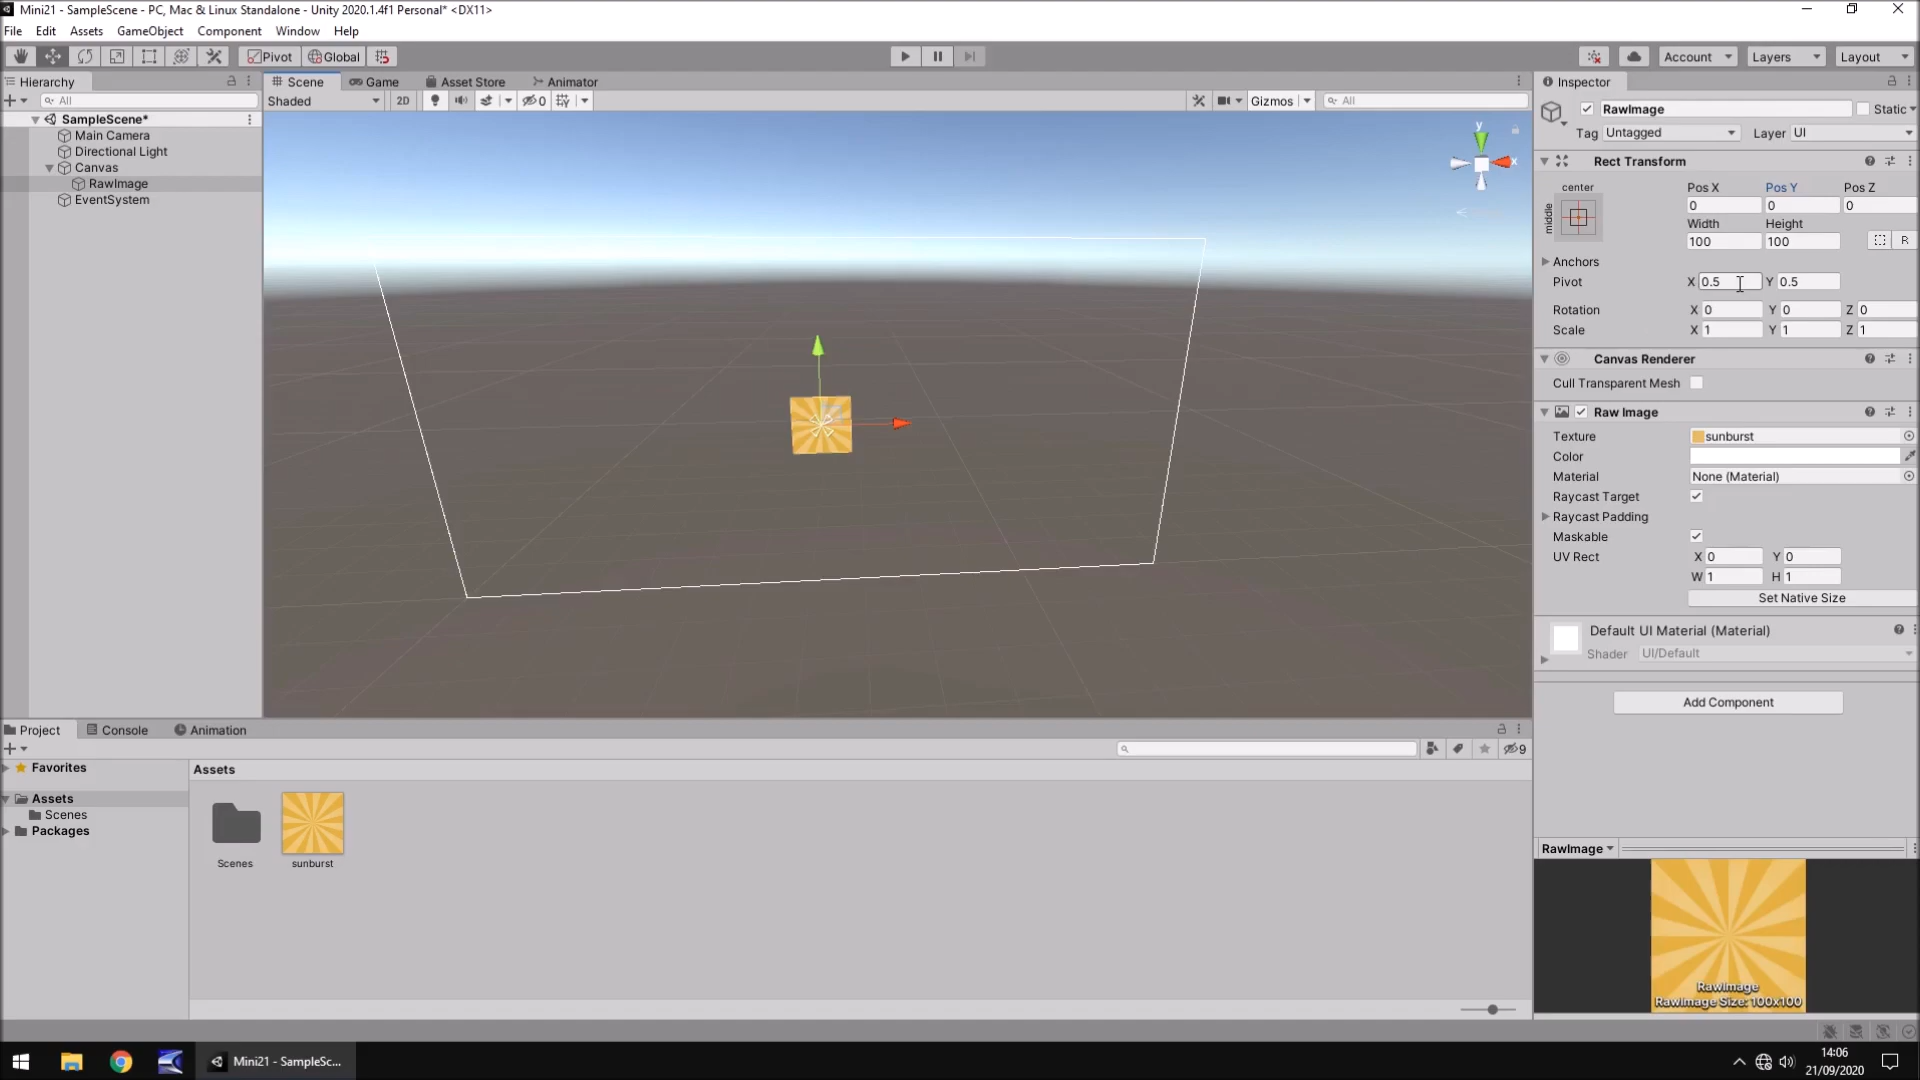 Mini21 - SampleScene - PC, Mac & Linux Standalone - Unity 2020.1.4f1 Personal* <DX11>
File Edit Assets GameObject Component Window Help
Pivot Global Account Layers Layout
Hierarchy Scene Game Asset Store Animator Inspector
All Shaded 2D 0 Gizmos All
RawImage Static
Tag Untagged Layer UI
SampleScene*
Main Camera
Directional Light
Canvas
RawImage
EventSystem
y
x
Rect Transform
center Pos X Pos Y Pos Z
middle 0 0 0
Width Height
100 100 R
Anchors
Pivot X 0.5 Y 0.5
Rotation X 0 Y 0 Z 0
Scale X 1 Y 1 Z 1
Canvas Renderer
Cull Transparent Mesh
Raw Image
Texture sunburst
Color
Material None (Material)
Raycast Target
Raycast Padding
Maskable
UV Rect X 0 Y 0
W 1 H 1
Set Native Size
Default UI Material (Material)
Shader UI/Default
Add Component
Project Console Animation
9
Favorites
Assets
Scenes
Packages
Assets
Scenes sunburst
RawImage
RawImage
RawImage Size: 100x100
Mini21 - SampleSc...
14:06
21/09/2020